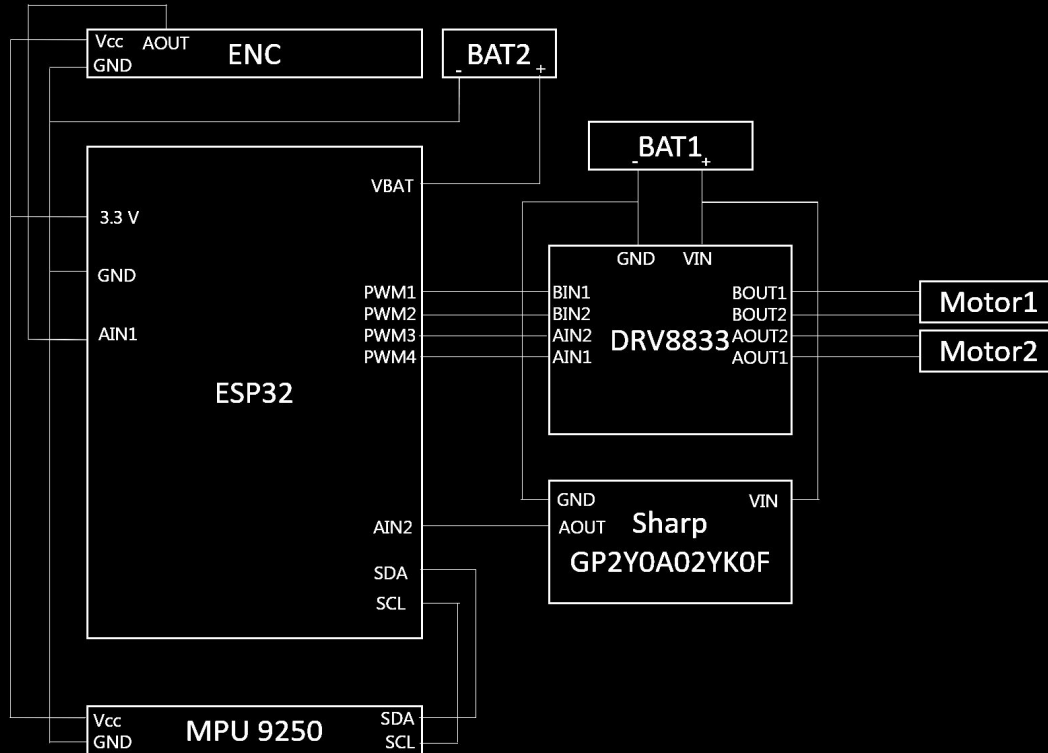 Vcc AOUT
GND
ENC
BAT2
- +
BAT1
- +
VBAT
3.3 V
GND
AIN1
ESP32
PWM1
PWM2
PWM3
PWM4
AIN2
SDA
SCL
GND VIN
BIN1
BIN2
AIN2
AIN1
DRV8833
BOUT1
BOUT2
AOUT2
AOUT1
Motor1
Motor2
GND VIN
AOUT
Sharp
GP2Y0A02YK0F
Vcc
GND
MPU 9250
SDA
SCL